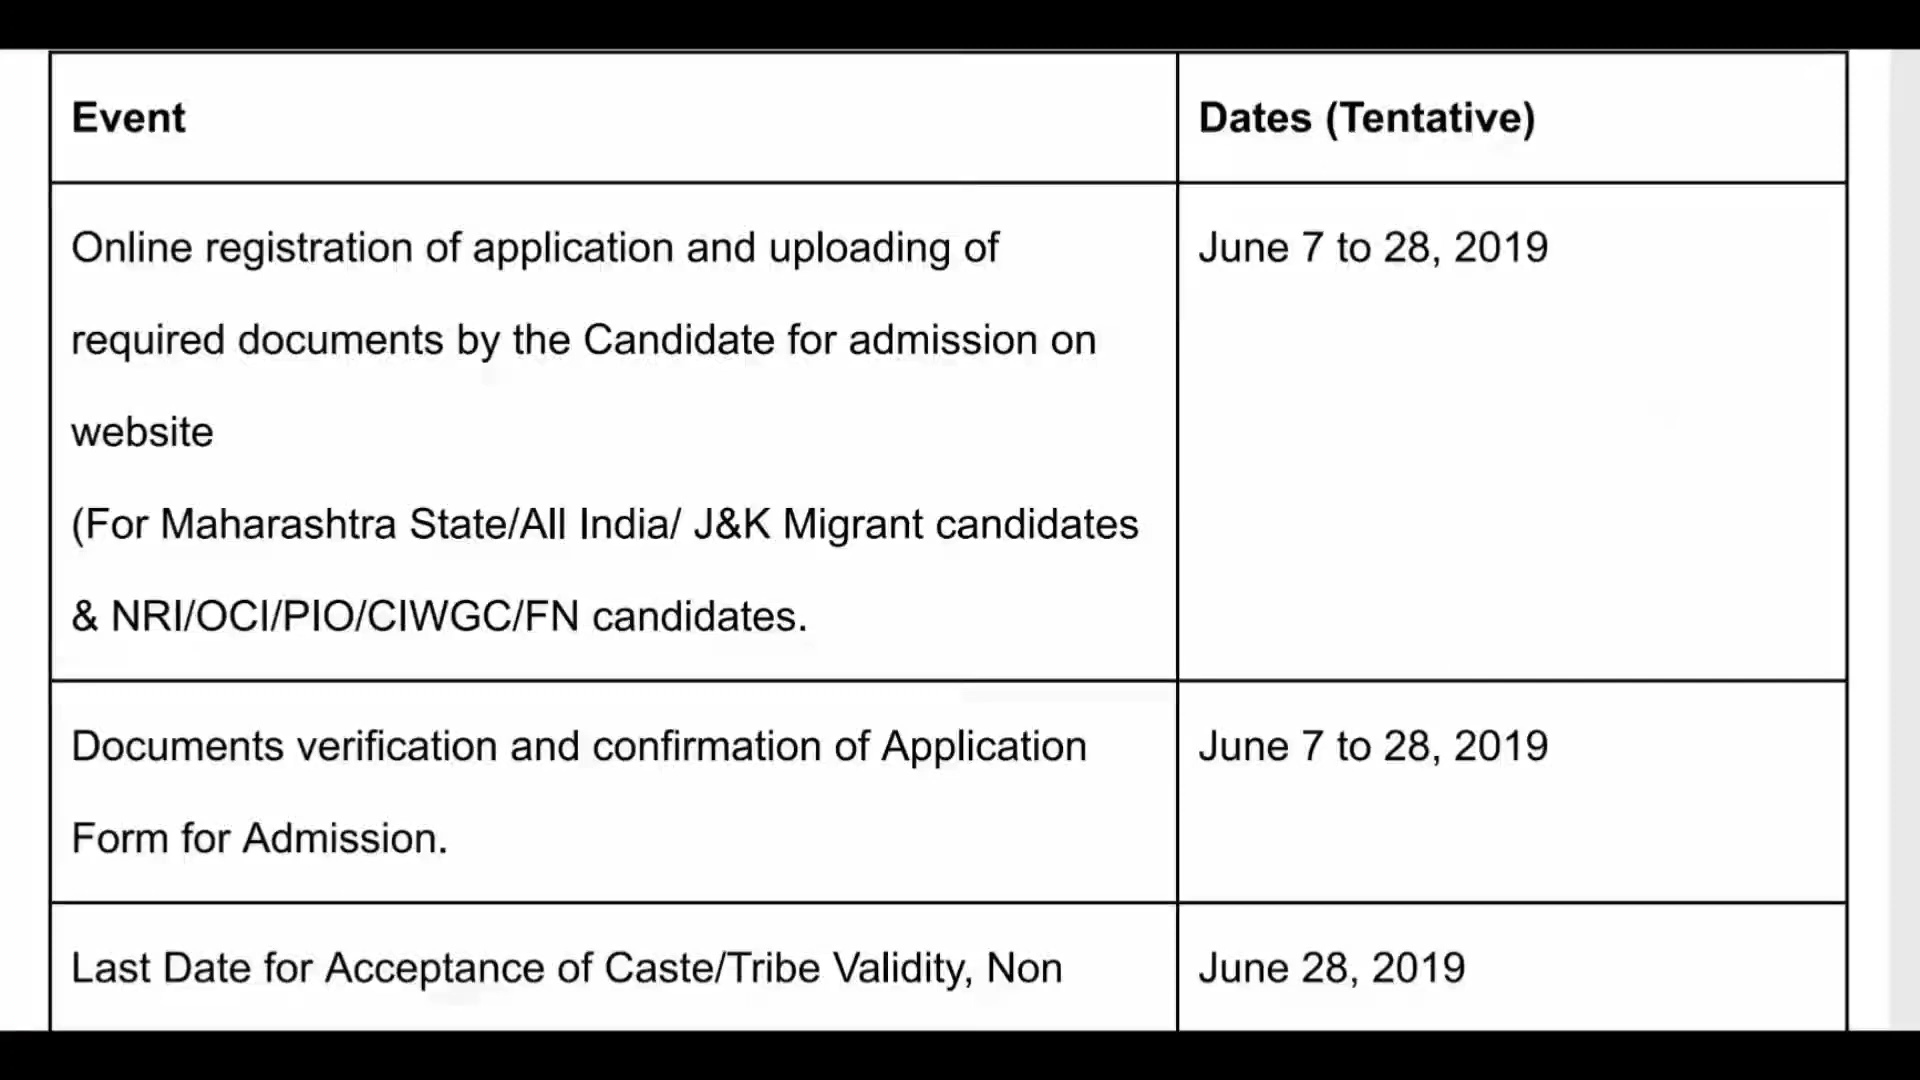 Event
Dates (Tentative)
Online registration of application and uploading of
required documents by the Candidate for admission on
website
(For Maharashtra State/All India/ J&K Migrant candidates
& NRI/OCI/PIO/CIWGC/FN candidates.
June 7 to 28, 2019
Documents verification and confirmation of Application
Form for Admission.
June 7 to 28, 2019
Last Date for Acceptance of Caste/Tribe Validity, Non
June 28, 2019